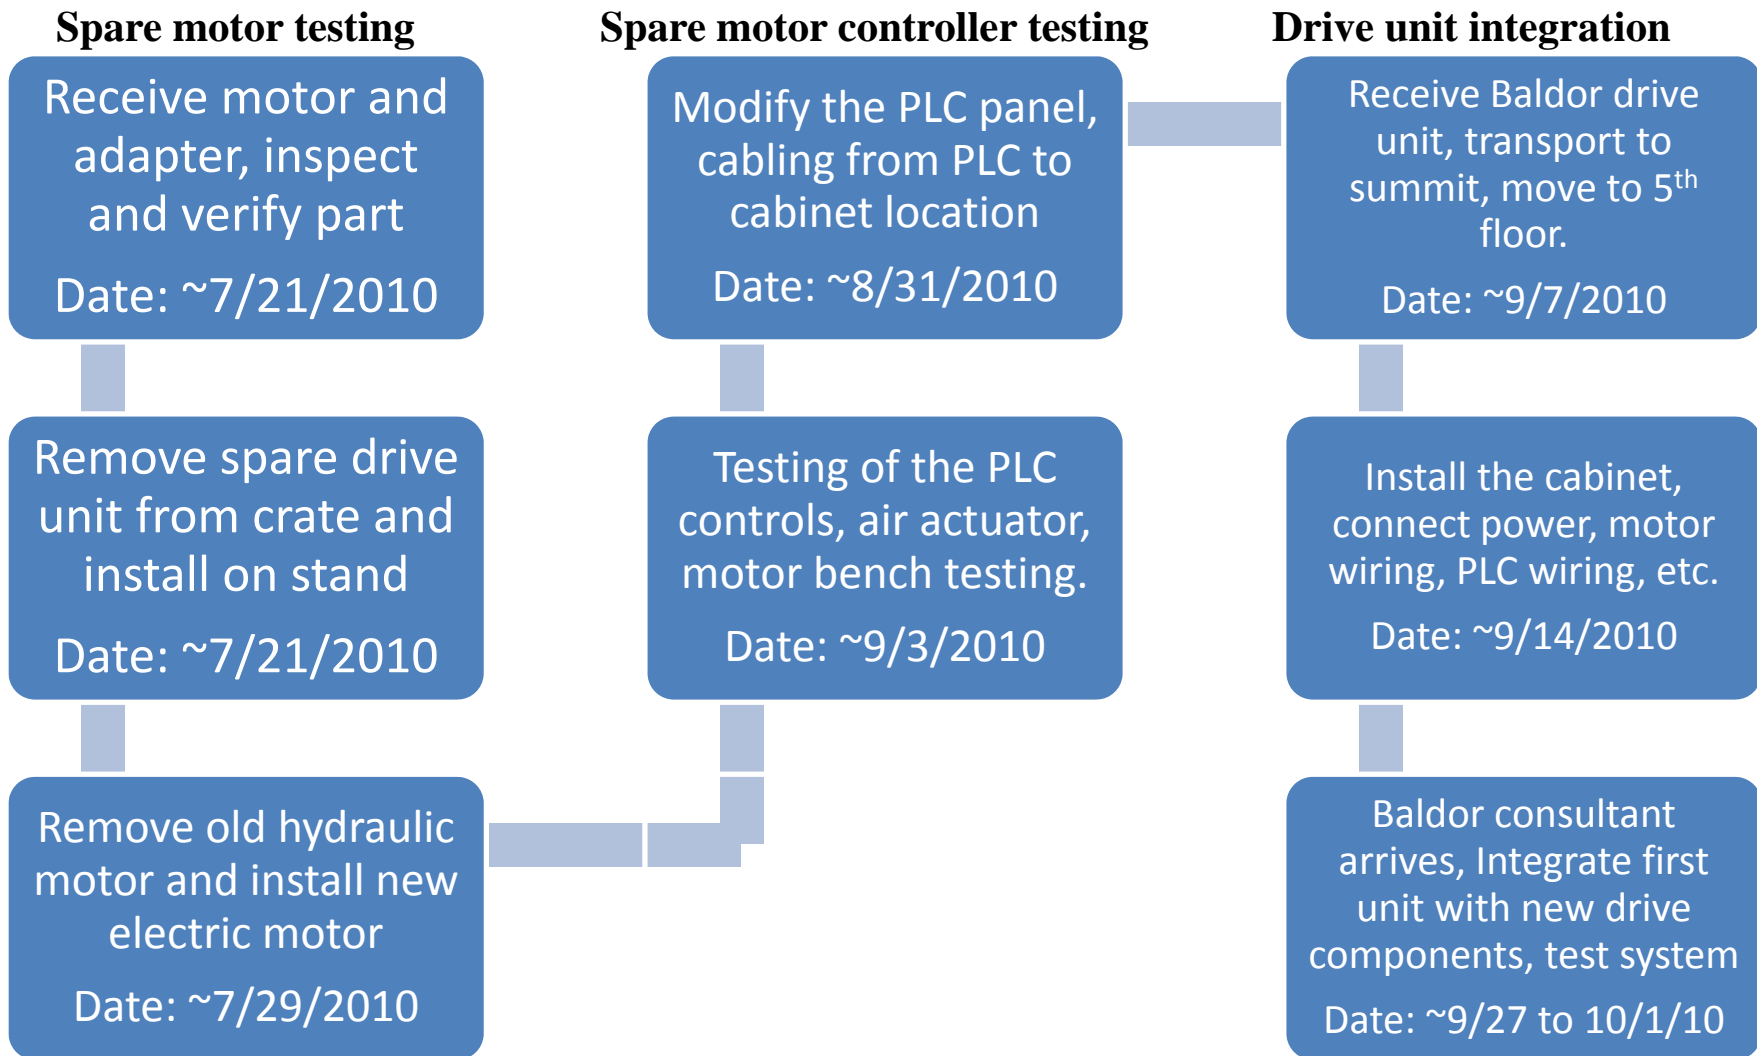 Spare motor testing
Receive motor and
adapter, inspect
and verify part
Date: ~7/21/2010
Remove spare drive
unit from crate and
install on stand
Date: ~7/21/2010
Remove old hydraulic
motor and install new
electric motor
Date: ~7/29/2010
Spare motor controller testing
Modify the PLC panel,
cabling from PLC to
cabinet location
Date: ~8/31/2010
Testing of the PLC
controls, air actuator,
motor bench testing.
Date: ~9/3/2010
Drive unit integration
Receive Baldor drive
unit, transport to
summit, move to 5th
floor.
Date: ~9/7/2010
Install the cabinet,
connect power, motor
wiring, PLC wiring, etc.
Date: ~9/14/2010
Baldor consultant
arrives, Integrate first
unit with new drive
components, test system
Date: ~9/27 to 10/1/10